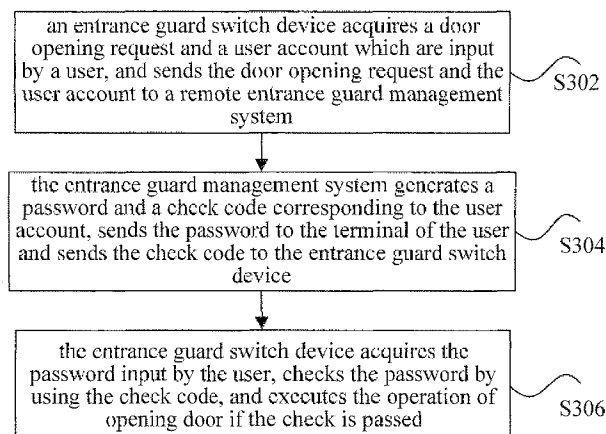 an entrance guard switch device acquires a door
opening request and a user account which are input
by a user, and sends the door opening request and the
user account to a remote entrance guard management
system
S302
the entrance guard management system generates a
password and a check code corresponding to the user
account, sends the password to the terminal of the user
and sends the check code to the entrance guard switch
device
S304
the entrance guard switch device acquires the
password input by the user, checks the password by
using the check code, and executes the operation of
opening door if the check is passed
S306